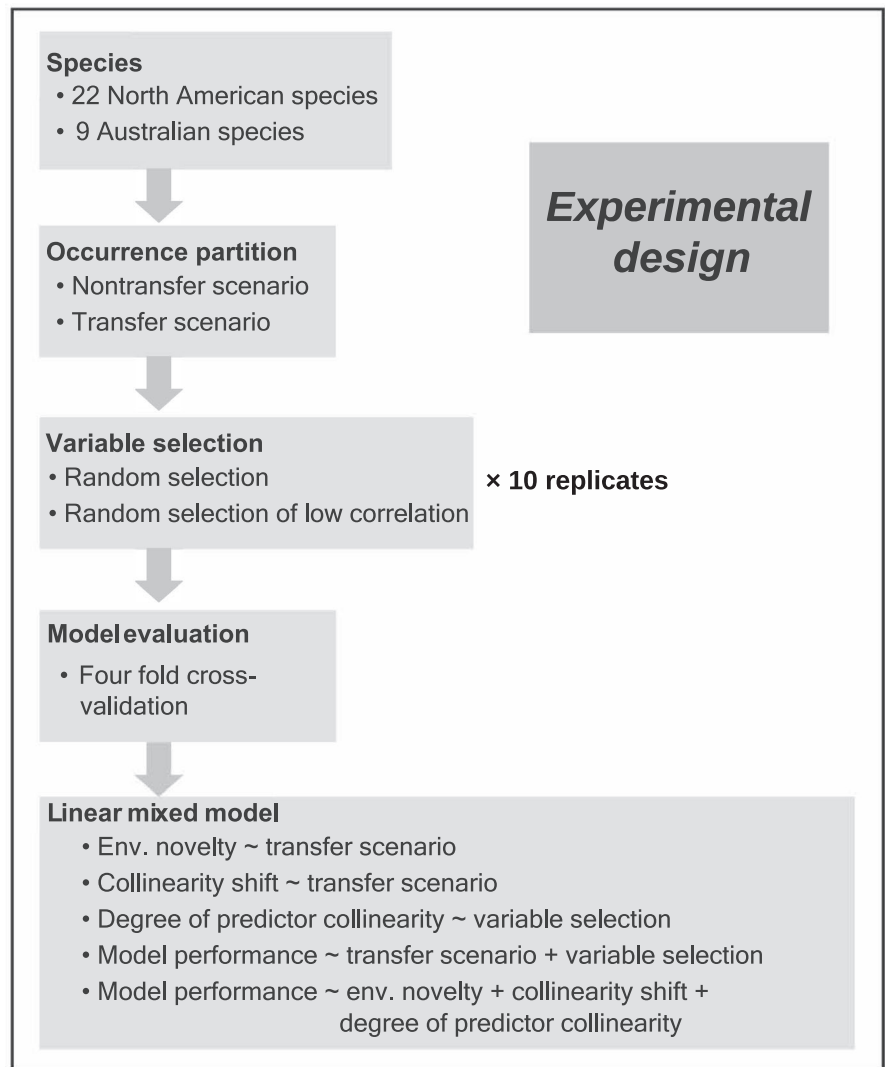 Species
• 22 North American species
• 9 Australian species
Experimental
design
Occurrence partition
• Nontransfer scenario
• Transfer scenario
Variable selection
• Random selection
• Random selection of low correlation
× 10 replicates
Model evaluation
• Four fold cross-
validation
Linear mixed model
• Env. novelty ~ transfer scenario
• Collinearity shift ~ transfer scenario
• Degree of predictor collinearity ~ variable selection
• Model performance ~ transfer scenario + variable selection
• Model performance ~ env. novelty + collinearity shift +
degree of predictor collinearity